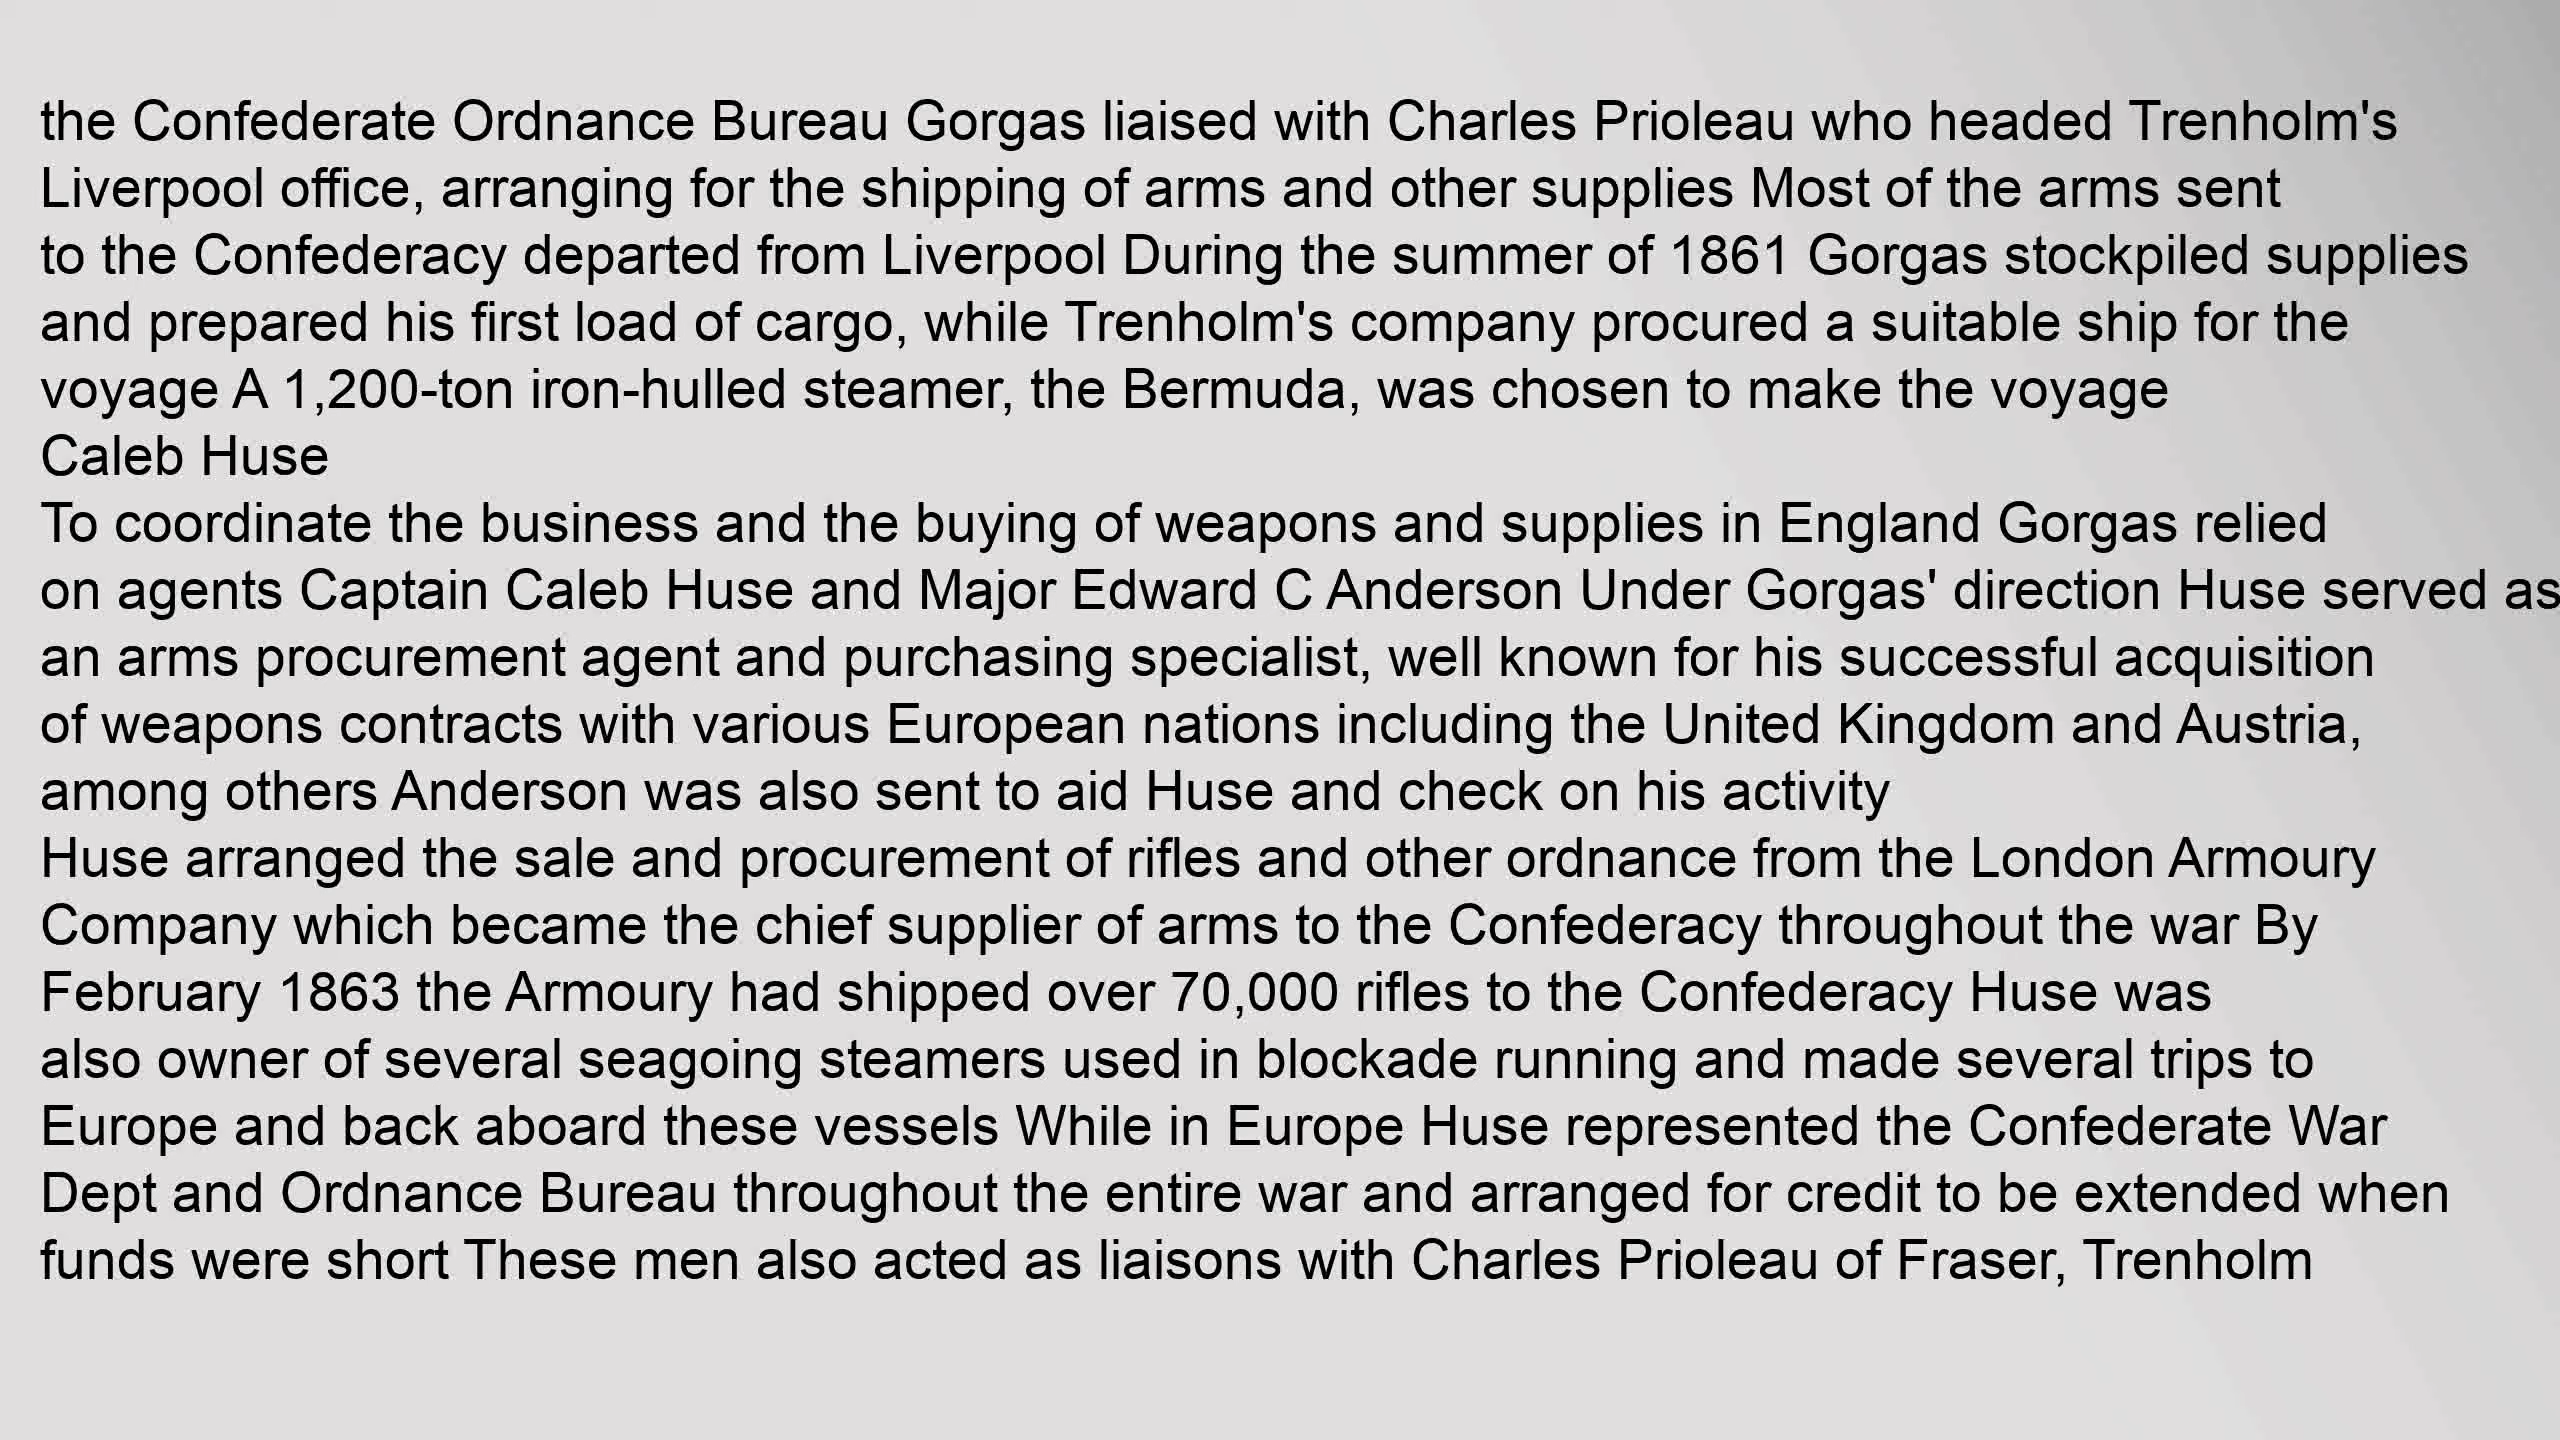 the Confederate Ordnance Bureau Gorgas liaised with Charles Prioleau who headed Trenholm's
Liverpool office, arranging for the shipping of arms and other supplies Most of the arms sent
to the Confederacy departed from Liverpool During the summer of 1861 Gorgas stockpiled supplies
and prepared his first load of cargo, while Trenholm's company procured a suitable ship for the
voyage A 1,200-ton iron-hulled steamer, the Bermuda, was chosen to make the voyage
Caleb Huse
To coordinate the business and the buying of weapons and supplies in England Gorgas relied
on agents Captain Caleb Huse and Major Edward C Anderson Under Gorgas' direction Huse served as
an arms procurement agent and purchasing specialist, well known for his successful acquisition
of weapons contracts with various European nations including the United Kingdom and Austria,
among others Anderson was also sent to aid Huse and check on his activity
Huse arranged the sale and procurement of rifles and other ordnance from the London Armoury
Company which became the chief supplier of arms to the Confederacy throughout the war By
February 1863 the Armoury had shipped over 70,000 rifles to the Confederacy Huse was
also owner of several seagoing steamers used in blockade running and made several trips to
Europe and back aboard these vessels While in Europe Huse represented the Confederate War
Dept and Ordnance Bureau throughout the entire war and arranged for credit to be extended when
funds were short These men also acted as liaisons with Charles Prioleau of Fraser, Trenholm